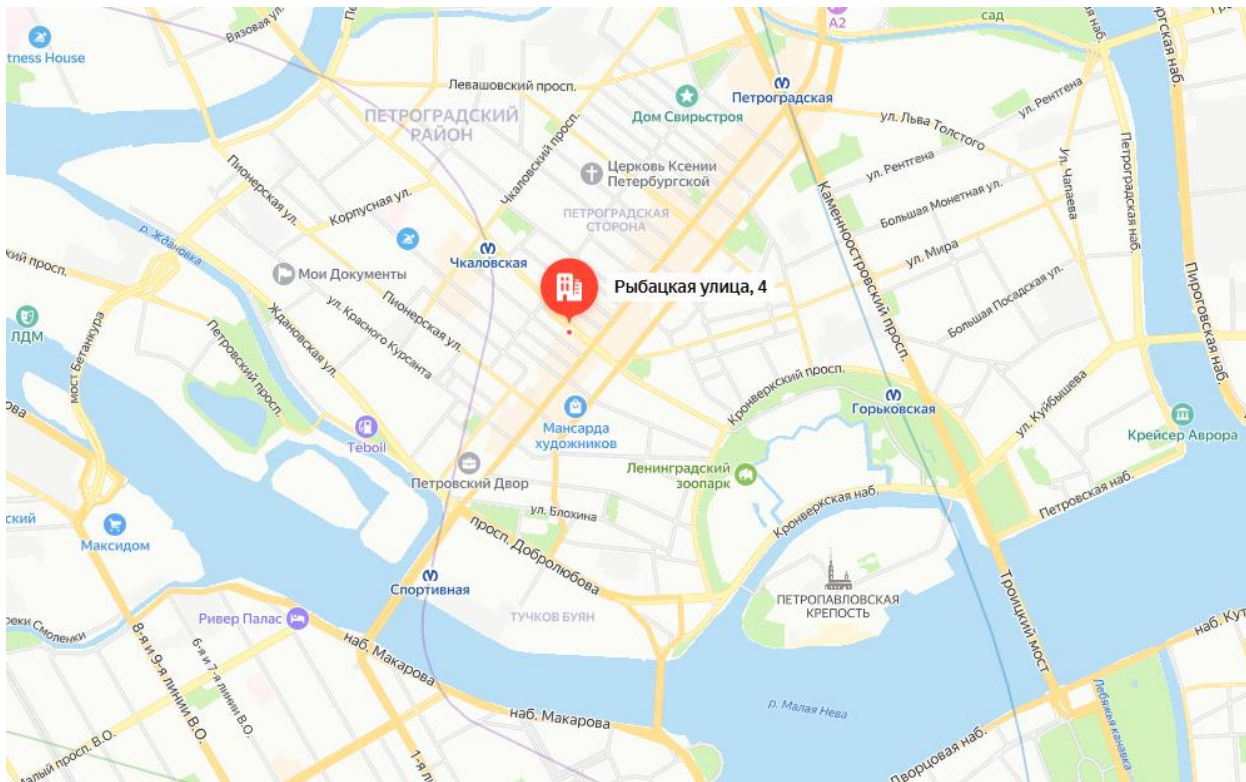 сад
A2
tness House
Вязовая ул.
Левашовский просп.
Петроградская
Дом Свирьстроя
ул. Рентгена
ул. Льва Толстого
ПЕТРОГРАДСКИЙ
РАЙОН
Чкаловский просп.
Церковь Ксении
Петербургской
ул. Рентгена
ул. Чапаева
Петроградская наб.
Пионерская ул.
Корпусная ул.
ПЕТРОГРАДСКАЯ
СТОРОНА
Каменноостровский просп.
Большая Монетная ул.
ул. Мира
р. Ждановка
Чкаловская
Мои Документы
Рыбацкая улица, 4
Большая Посадская ул.
Пироговская наб.
ЛДМ
мост Бетанкура
Петровский просп.
Ждановская ул.
ул. Красного Курсанта
Пионерская ул.
Кронверкский просп.
Горьковская
ул. Куйбышева
Крейсер Аврора
Teboil
Мансарда
художников
Ленинградский
зоопарк
Петровский Двор
Кронверкская наб.
Петровская наб.
ул. Блохина
Максидом
просп. Добролюбова
Спортивная
ПЕТРОПАВЛОВСКАЯ
КРЕПОСТЬ
Троицкий мост
ТУЧКОВ БУЯН
Ривер Палас
реки Смоленки
8-я и 9-я линии В.О.
6-я и 7-я линии В.О.
наб. Макарова
наб. Макарова
р. Малая Нева
наб. Кут
Лебяжья канавка
Дворцовая наб.
Малый просп. В.О.
1-я л